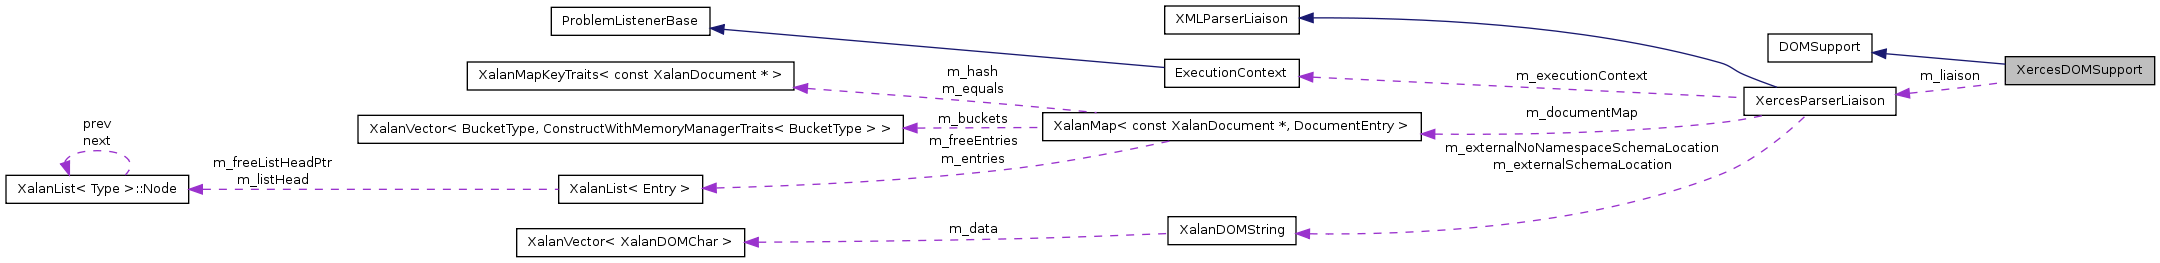 ProblemListenerBase
XMLParserLiaison
DOMSupport
XalanMapKeyTraits< const XalanDocument * >
m_hash
m_equals
ExecutionContext
m_executionContext
m_liaison
XercesDOMSupport
XercesParserLiaison
XalanVector< BucketType, ConstructWithMemoryManagerTraits< BucketType > >
m_buckets
XalanMap< const XalanDocument *, DocumentEntry >
m_documentMap
prev
next
m_freeEntries
m_entries
m_externalNoNamespaceSchemaLocation
m_externalSchemaLocation
XalanList< Type >::Node
m_freeListHeadPtr
m_listHead
XalanList< Entry >
XalanVector< XalanDOMChar >
m_data
XalanDOMString